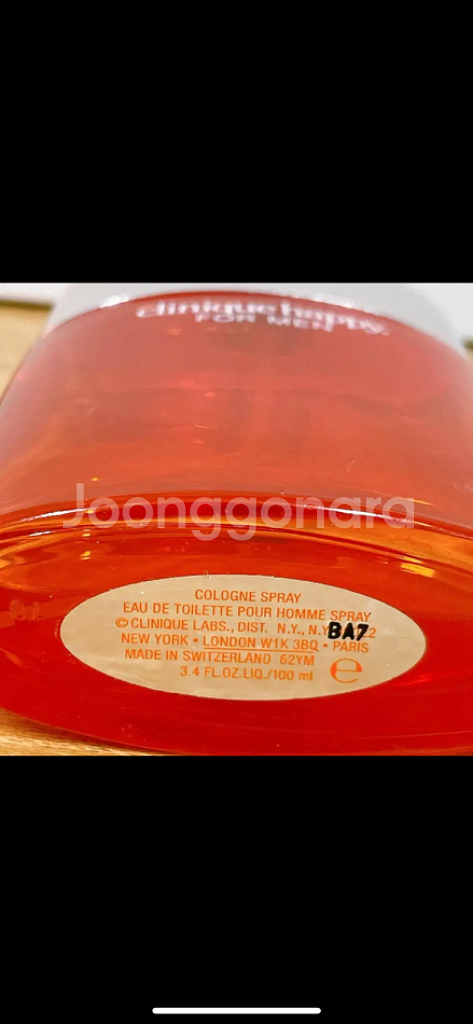 clinique happy.
FOR MEN
Joonggonara
COLOGNE SPRAY
EAU DE TOILETTE POUR HOMME SPRAY
© CLINIQUE LABS., DIST. N.Y., N.Y. BA7
NEW YORK • LONDON W1K 3BQ • PARIS
MADE IN SWITZERLAND 62YM
3.4 FL.OZ.LIQ./100 ml e